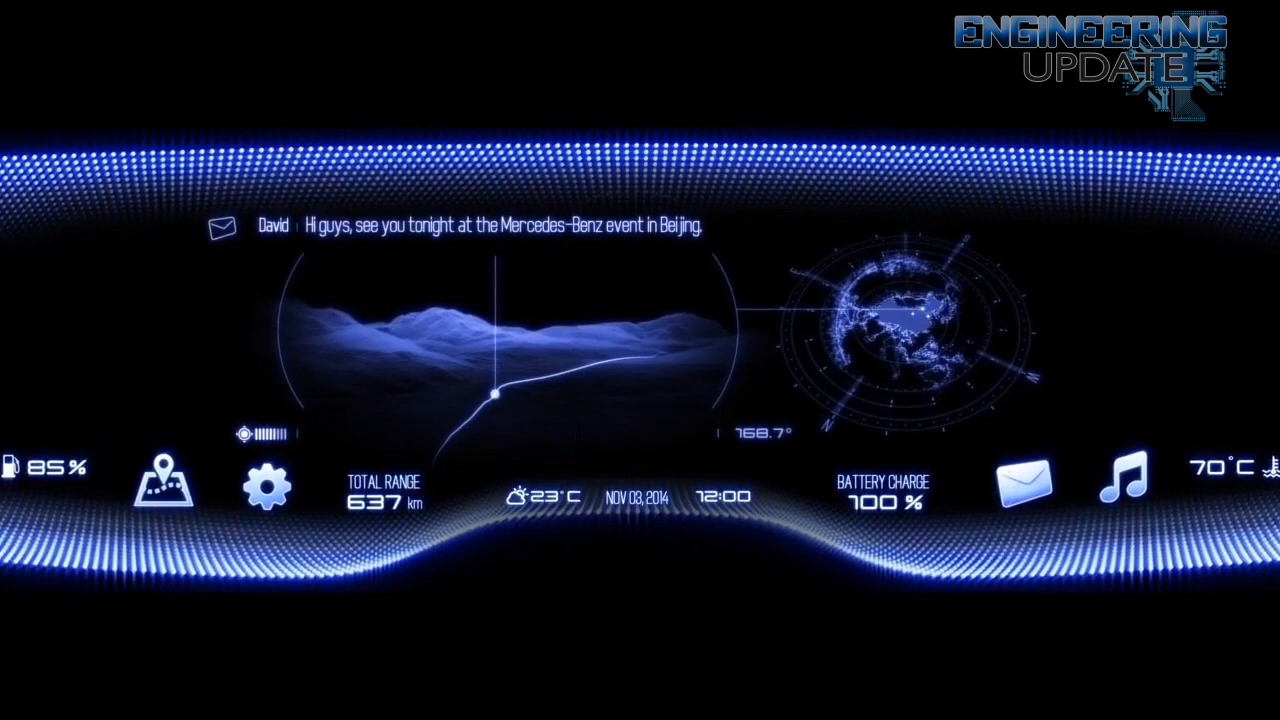 ENGINEERING
UPDATE
David Hi guys, see you tonight at the Mercedes-Benz event in Beijing.
168.7°
85 %
TOTAL RANGE
637 km
23°C NOV 03, 2014 12:00
BATTERY CHARGE
100 %
70°C
N